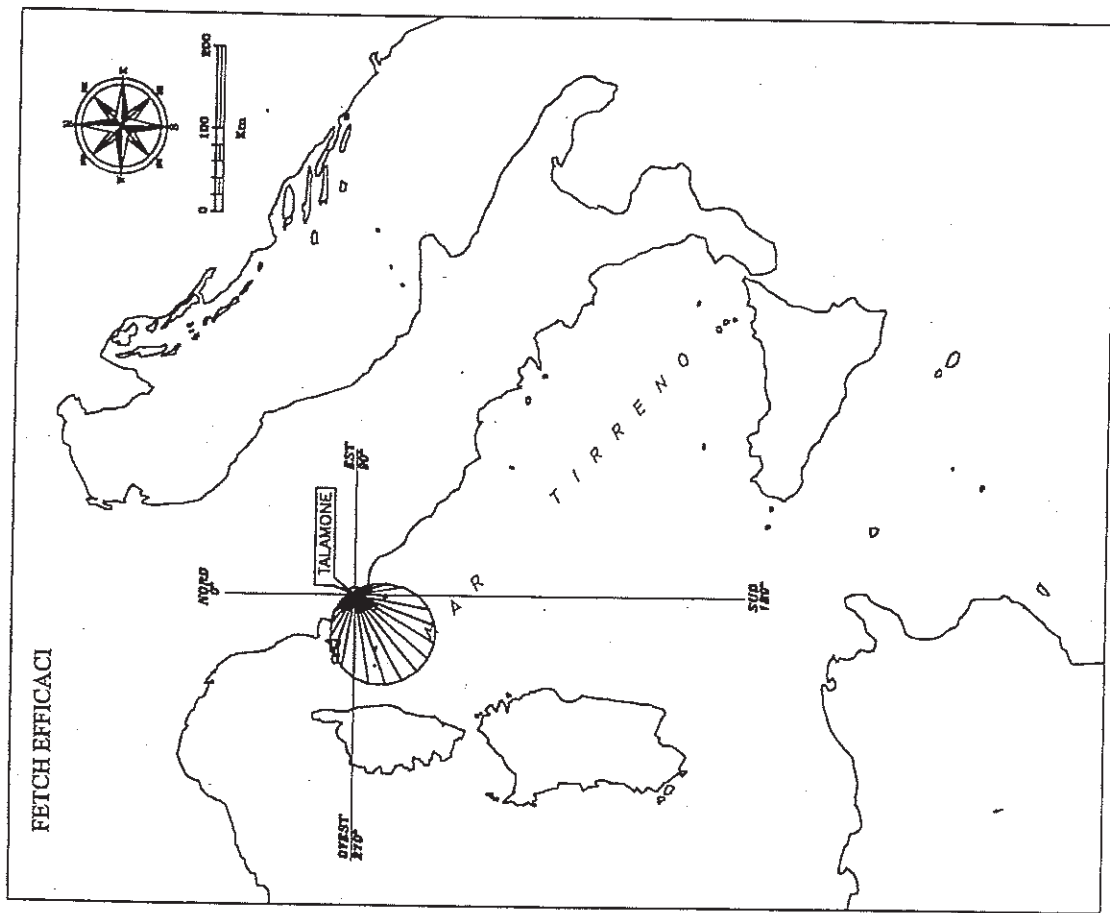 FETCH EFFICACI
N
S
0 100 200
Km
NORD
0°
TALAMONE
EST
90°
OVEST
270°
SUD
180°
M A R T I R R E N O